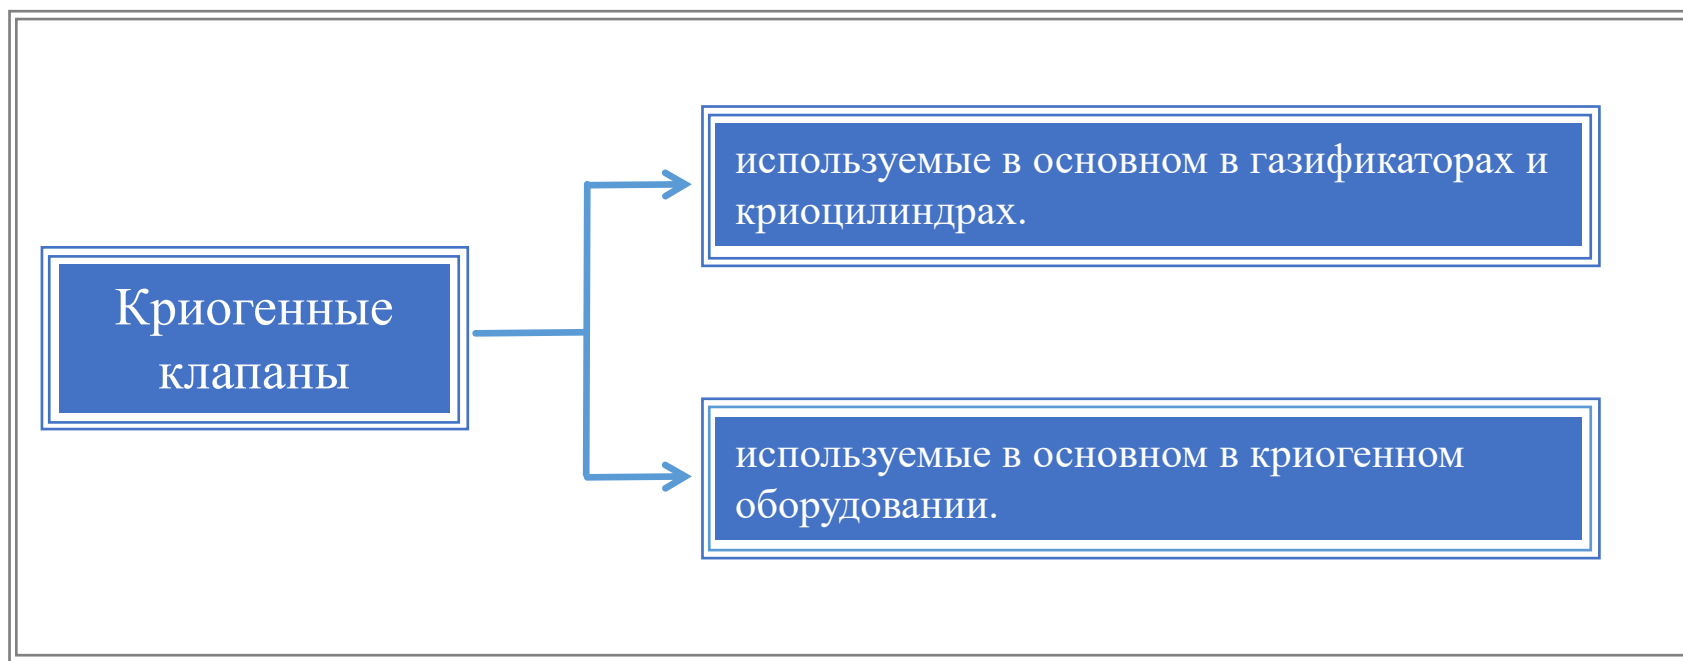 Криогенные
клапаны
используемые в основном в газификаторах и
криоцилиндрах.
используемые в основном в криогенном
оборудовании.